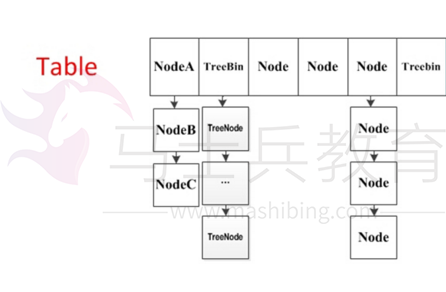 Table
NodeA TreeBin Node Node Node Treebin
NodeB TreeNode Node
NodeC ... Node
TreeNode Node
马士兵教育
www.mashibing.com